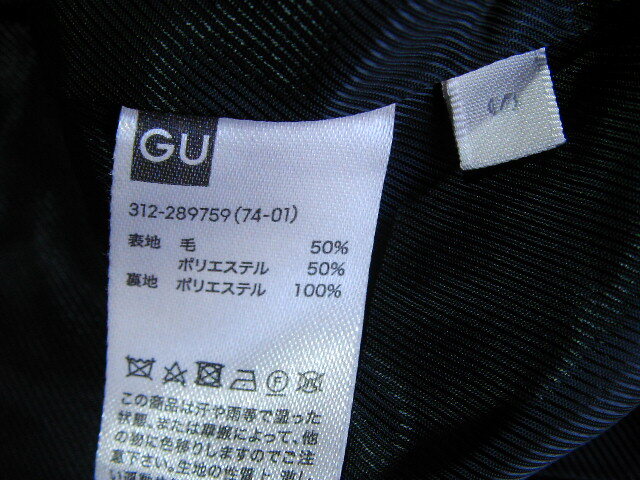 GU
312-289759(74-01)
表地 毛 50%
ポリエステル 50%
裏地 ポリエステル 100%
この商品は汗や雨等で湿った
状態、または摩擦によって、他
の物に色移りしますのでご注
意下さい。生地の性質上、激し